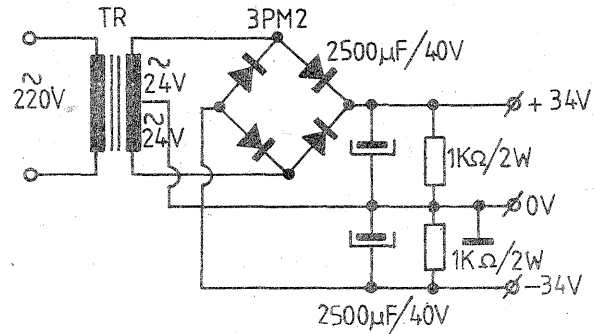 TR
3PM2
2500µF/40V
~
220V
~
24V
~
24V
+34V
1KΩ/2W
0V
1KΩ/2W
-34V
2500µF/40V